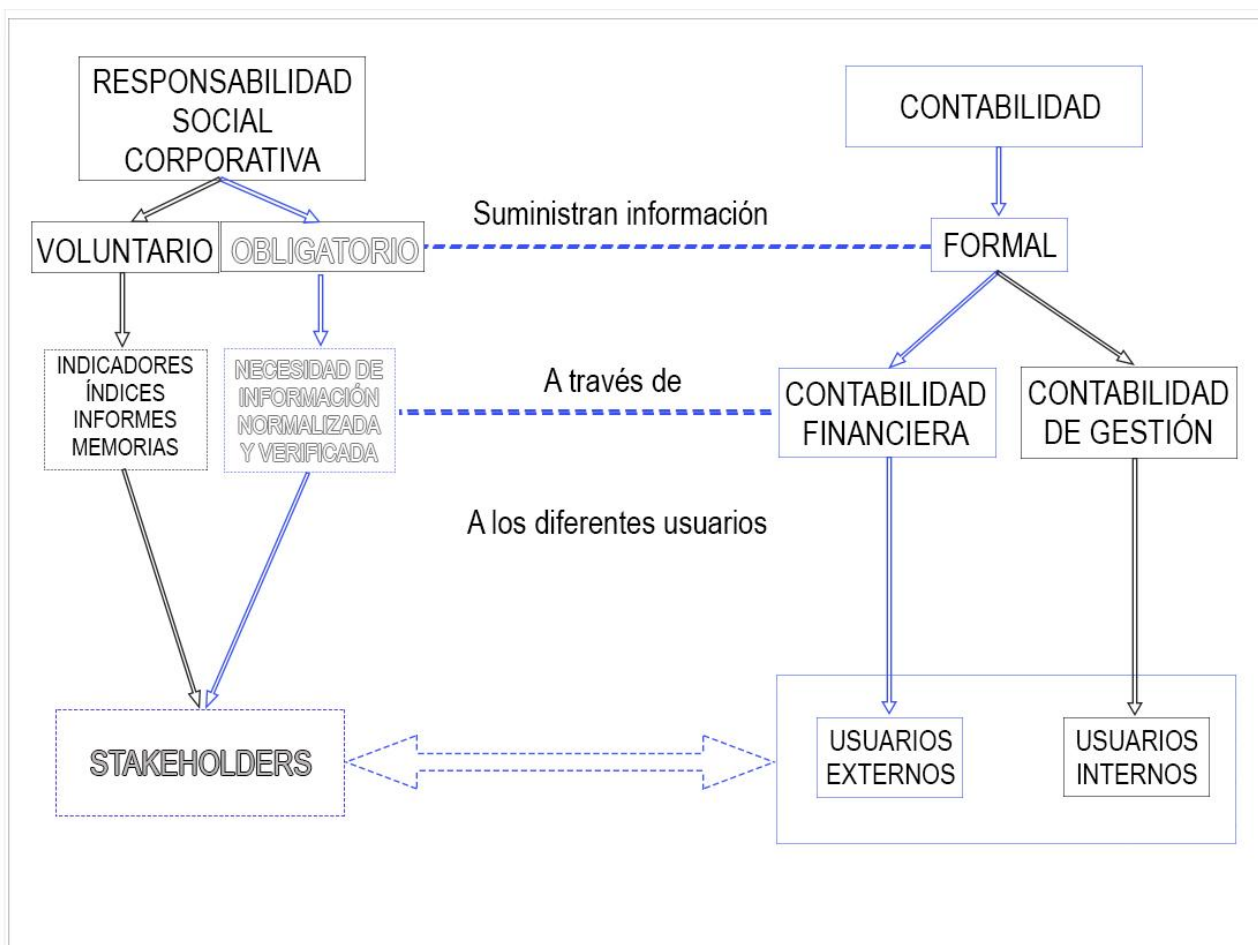 RESPONSABILIDAD
SOCIAL
CORPORATIVA
CONTABILIDAD
Suministran información
VOLUNTARIO
OBLIGATORIO
FORMAL
INDICADORES
ÍNDICES
INFORMES
MEMORIAS
NECESIDAD DE
INFORMACIÓN
NORMALIZADA
Y VERIFICADA
A través de
CONTABILIDAD
FINANCIERA
CONTABILIDAD
DE GESTIÓN
A los diferentes usuarios
STAKEHOLDERS
USUARIOS
EXTERNOS
USUARIOS
INTERNOS